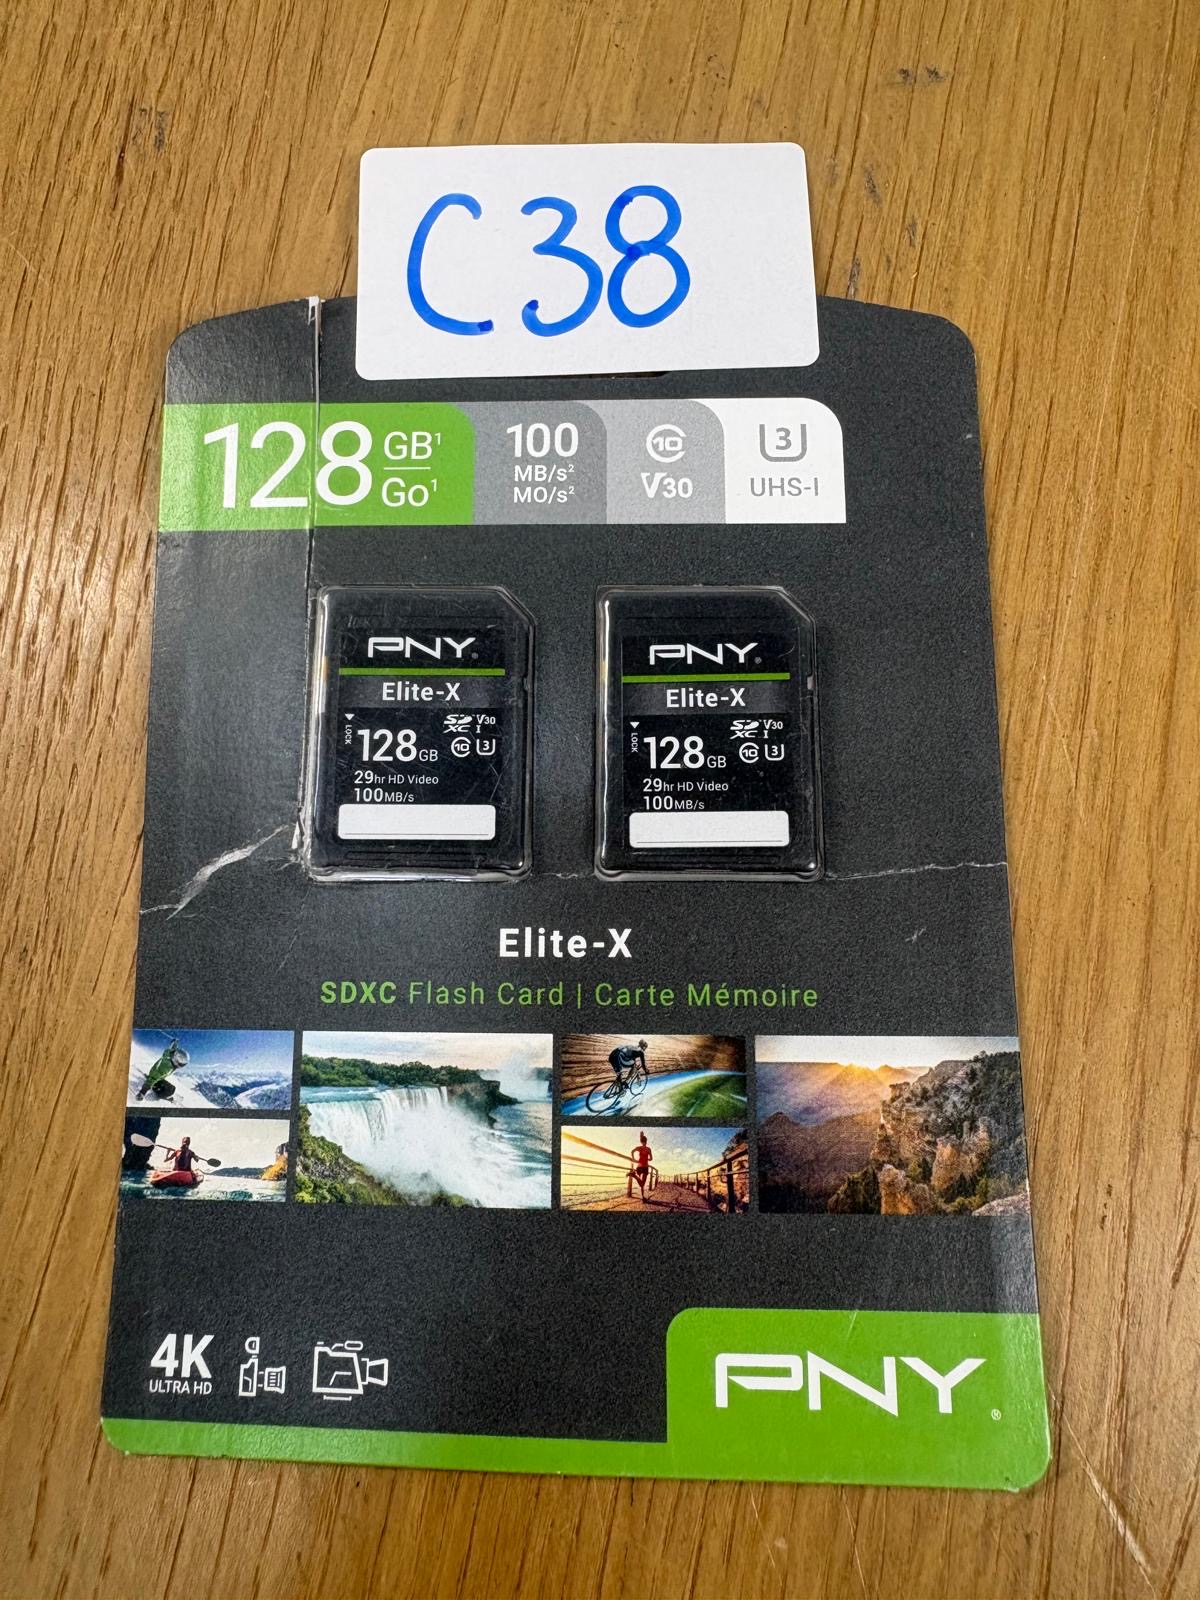 C38
128 GB¹
Go¹
100
MB/s²
MO/s²
10
V30
3
UHS-I
PNY®
Elite-X
LOCK
128GB
SDXC I V30
10 3
29hr HD Video
100MB/s
PNY®
Elite-X
LOCK
128GB
SDXC I V30
10 3
29hr HD Video
100MB/s
Elite-X
SDXC Flash Card | Carte Mémoire
4K
ULTRA HD
PNY®